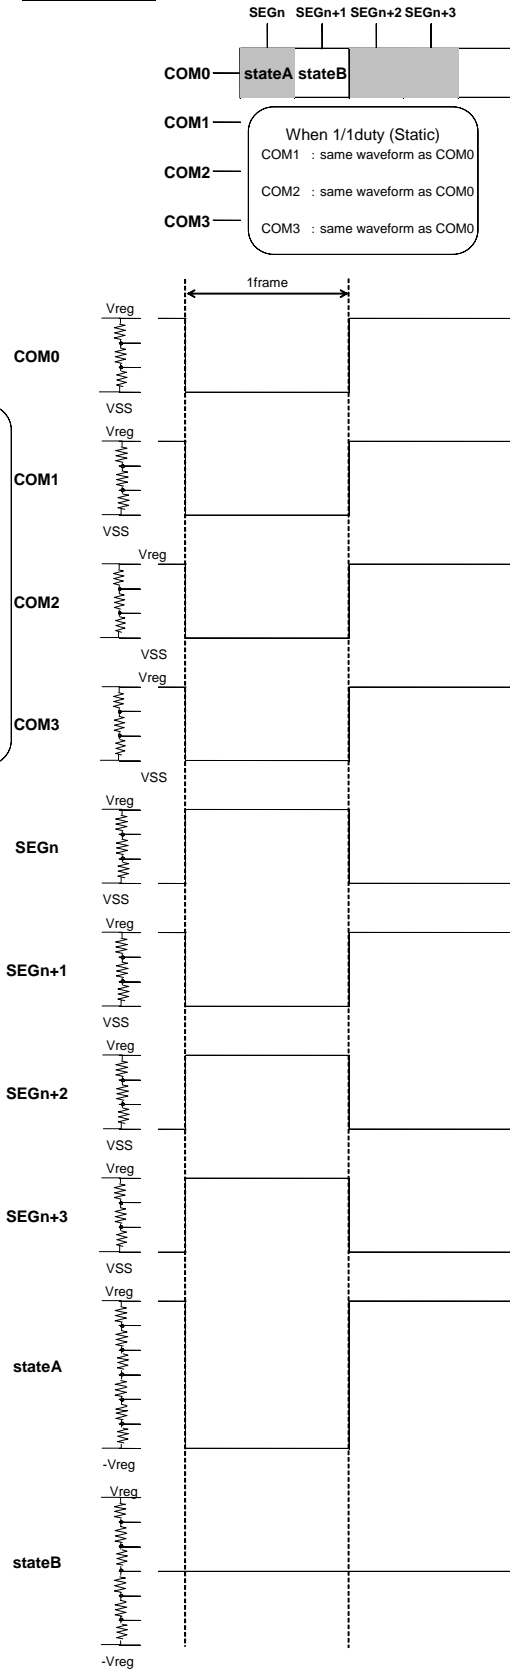 SEGn SEGn+1 SEGn+2 SEGn+3
COM0 stateA stateB
COM1
When 1/1duty (Static)
COM1 : same waveform as COM0
COM2
COM2 : same waveform as COM0
COM3
COM3 : same waveform as COM0
1frame
Vreg
COM0
VSS
Vreg
COM1
VSS
Vreg
COM2
VSS
Vreg
COM3
VSS
Vreg
SEGn
VSS
Vreg
SEGn+1
VSS
Vreg
SEGn+2
VSS
Vreg
SEGn+3
VSS
Vreg
stateA
-Vreg
Vreg
stateB
-Vreg